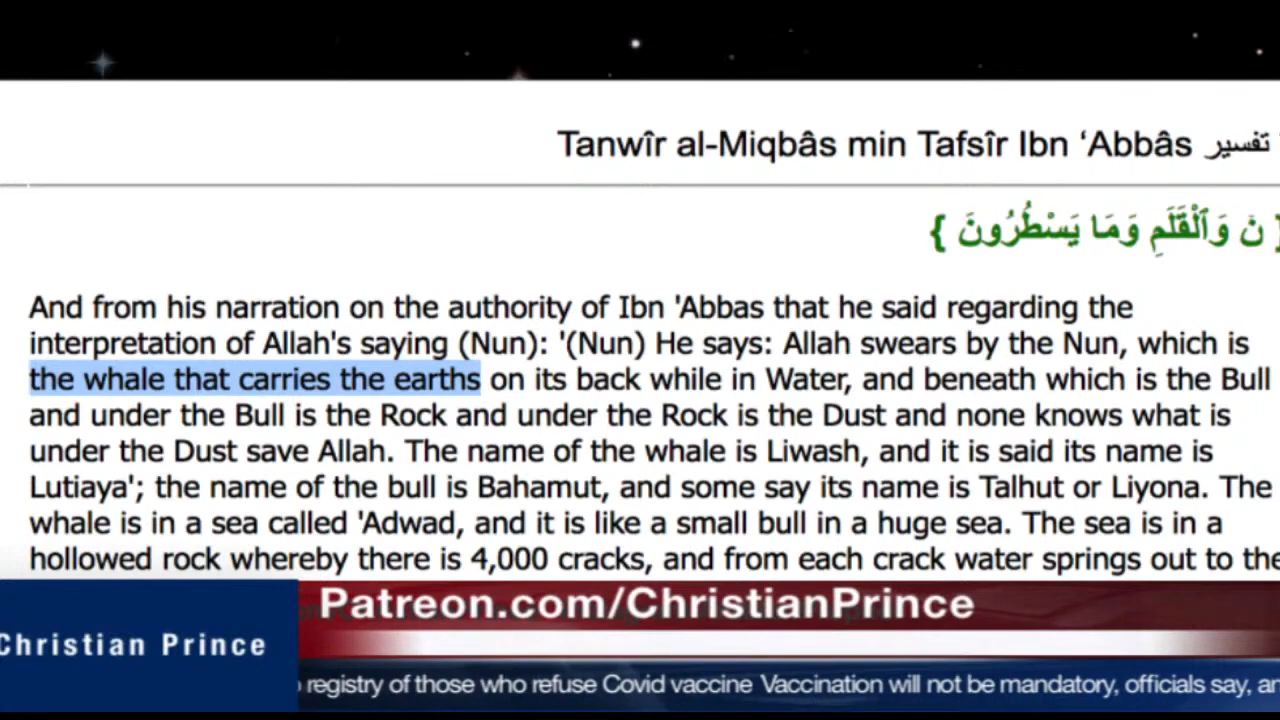 Tanwîr al-Miqbâs min Tafsîr Ibn ‘Abbâs تفسير
نۤ وَٱلْقَلَمِ وَمَا يَسْطُرُونَ }
And from his narration on the authority of Ibn 'Abbas that he said regarding the
interpretation of Allah's saying (Nun): '(Nun) He says: Allah swears by the Nun, which is
the whale that carries the earths on its back while in Water, and beneath which is the Bull
and under the Bull is the Rock and under the Rock is the Dust and none knows what is
under the Dust save Allah. The name of the whale is Liwash, and it is said its name is
Lutiaya'; the name of the bull is Bahamut, and some say its name is Talhut or Liyona. The
whale is in a sea called 'Adwad, and it is like a small bull in a huge sea. The sea is in a
hollowed rock whereby there is 4,000 cracks, and from each crack water springs out to the
Patreon.com/ChristianPrince
Christian Prince
registry of those who refuse Covid vaccine Vaccination will not be mandatory, officials say,